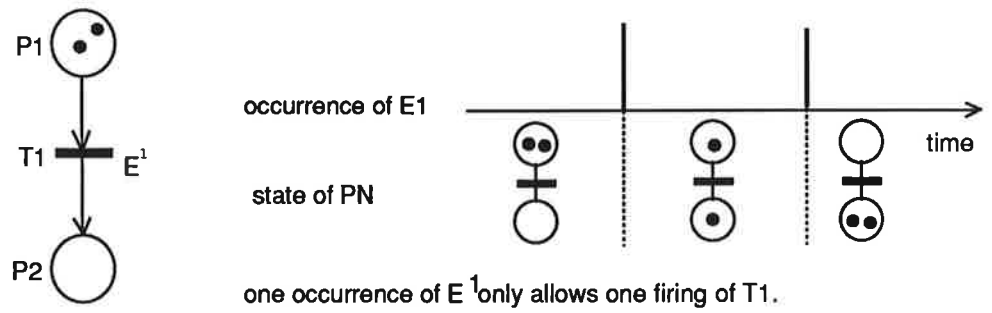 P1
T1
E¹
P2
occurrence of E1
time
state of PN
one occurrence of E ¹only allows one firing of T1.